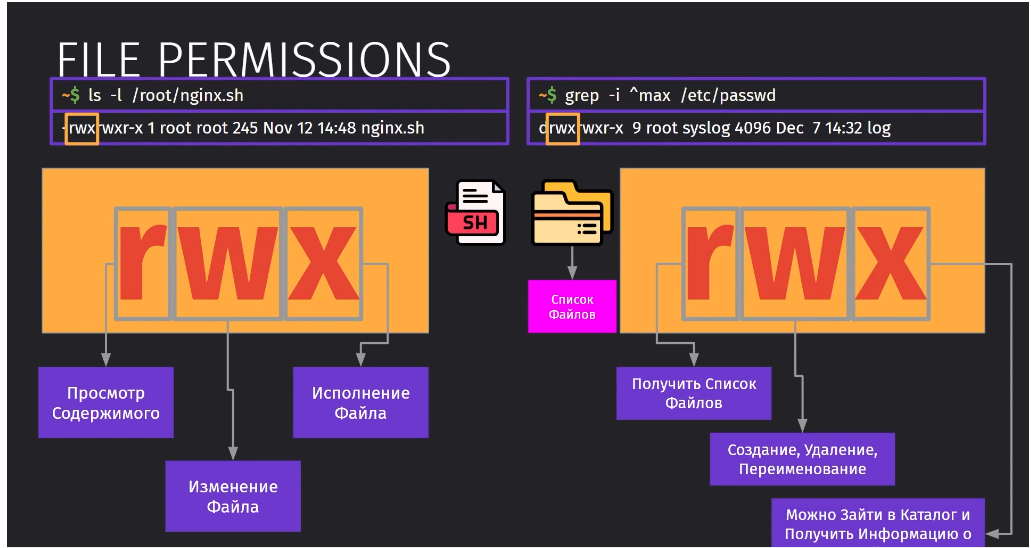 FILE PERMISSIONS
~$ ls -l /root/nginx.sh
-rwxrwxr-x 1 root root 245 Nov 12 14:48 nginx.sh
~$ grep -i ^max /etc/passwd
drwxrwxr-x 9 root syslog 4096 Dec 7 14:32 log
rwx
SH
Список
Файлов
rwx
Просмотр
Содержимого
Исполнение
Файла
Изменение
Файла
Получить Список
Файлов
Создание, Удаление,
Переименование
Можно Зайти в Каталог и
Получить Информацию о